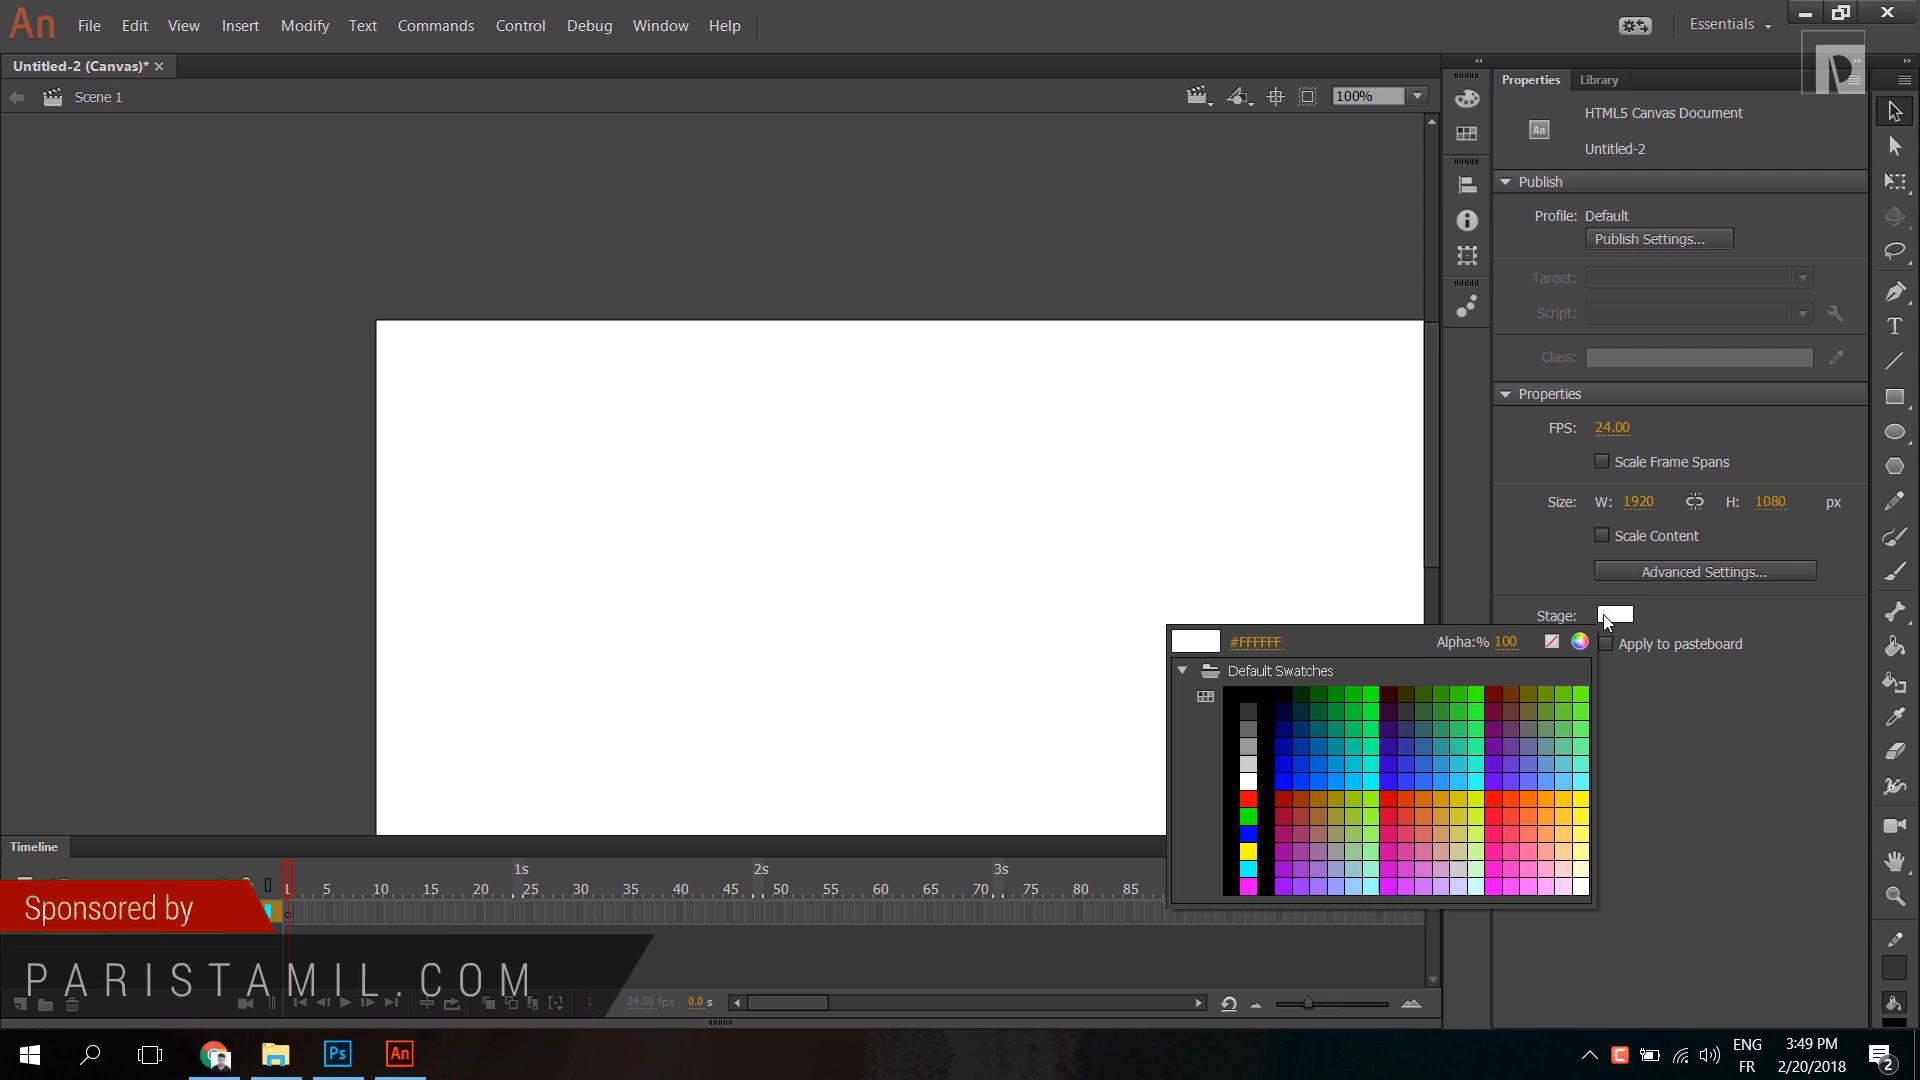 An File Edit View Insert Modify Text Commands Control Debug Window Help Essentials
Untitled-2 (Canvas)*
Properties Library
Scene 1
100%
HTML5 Canvas Document
An
Untitled-2
Publish
Profile: Default
Publish Settings...
Target:
Script:
Class:
Properties
FPS: 24.00
Scale Frame Spans
Size: W: 1920 H: 1080 px
Scale Content
Advanced Settings...
Stage:
#FFFFFF Alpha:% 100
Apply to pasteboard
Default Swatches
Timeline
1s 2s 3s
1 5 10 15 20 25 30 35 40 45 50 55 60 65 70 75 80 85
Sponsored by
PARISTAMIL.COM
1 24.00 fps 0.0 s
Ps An
ENG
FR
3:49 PM
2/20/2018
2